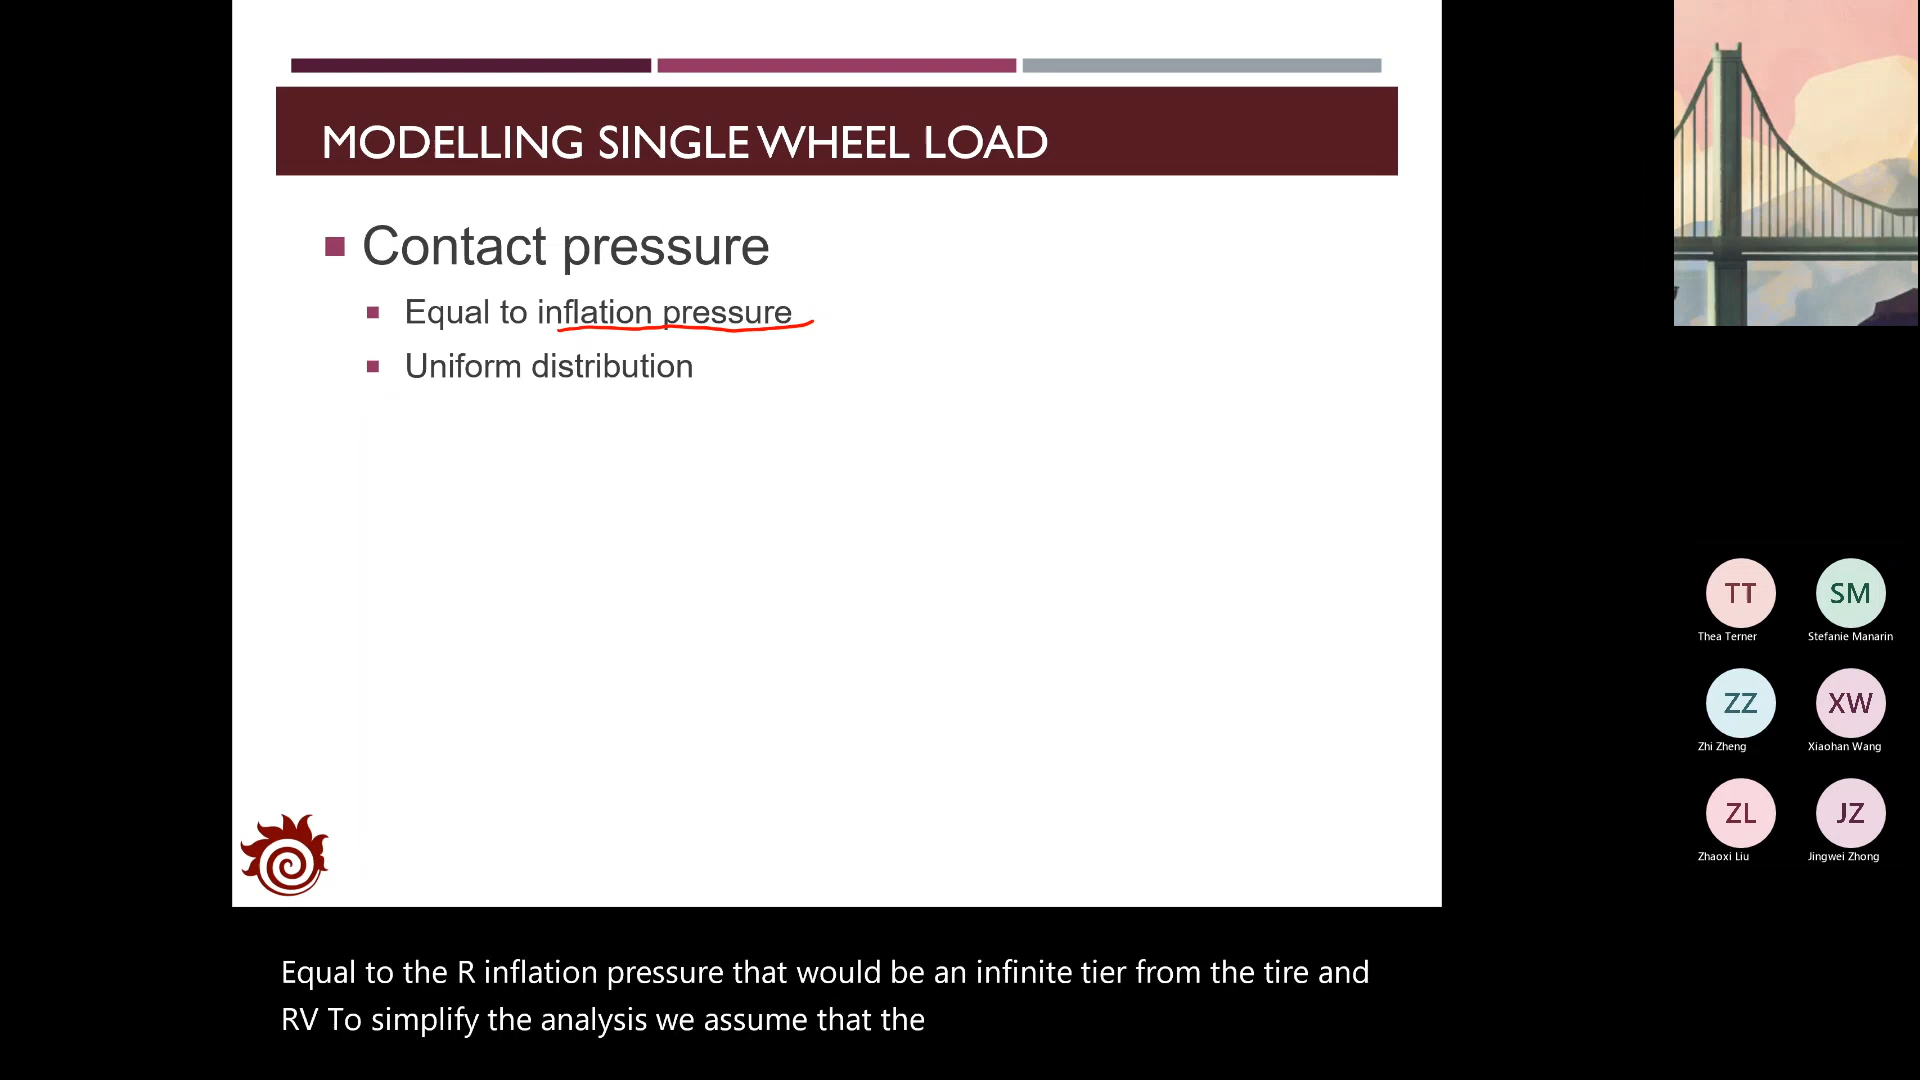 MODELLING SINGLE WHEEL LOAD
Contact pressure
Equal to inflation pressure
Uniform distribution
TT
SM
Thea Terner
Stefanie Manarin
ZZ
XW
Zhi Zheng
Xiaohan Wang
ZL
JZ
Zhaoxi Liu
Jingwei Zhong
Equal to the R inflation pressure that would be an infinite tier from the tire and
RV To simplify the analysis we assume that the